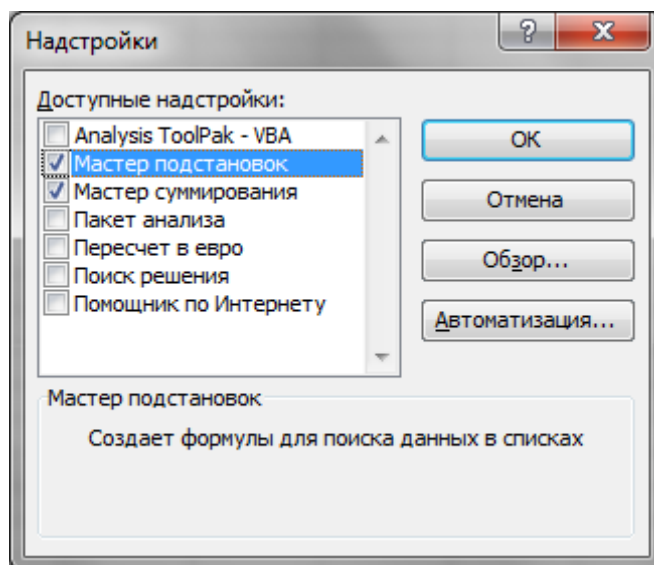 Надстройки
Доступные надстройки:
Analysis ToolPak - VBA
Мастер подстановок
Мастер суммирования
Пакет анализа
Пересчет в евро
Поиск решения
Помощник по Интернету
ОК
Отмена
Обзор...
Автоматизация...
Мастер подстановок
Создает формулы для поиска данных в списках